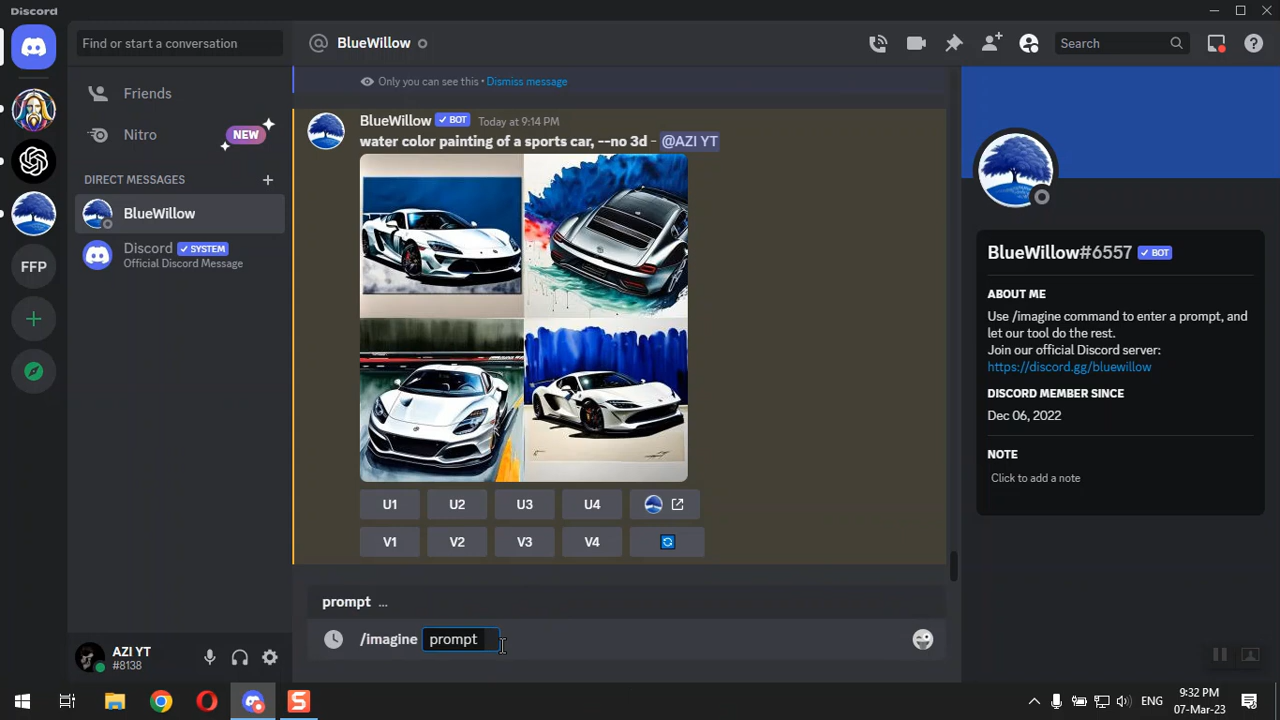 Discord
Find or start a conversation
BlueWillow
Search
Friends
Nitro
NEW
DIRECT MESSAGES
BlueWillow
Discord ✓ SYSTEM
Official Discord Message
FFP
Only you can see this • Dismiss message
BlueWillow ✓ BOT Today at 9:14 PM
water color painting of a sports car, --no 3d - @AZI YT
U1 U2 U3 U4
V1 V2 V3 V4
prompt ...
/imagine prompt
BlueWillow#6557 ✓ BOT
ABOUT ME
Use /imagine command to enter a prompt, and
let our tool do the rest.
Join our official Discord server:
https://discord.gg/bluewillow
DISCORD MEMBER SINCE
Dec 06, 2022
NOTE
Click to add a note
AZI YT
#8138
S
ENG
9:32 PM
07-Mar-23